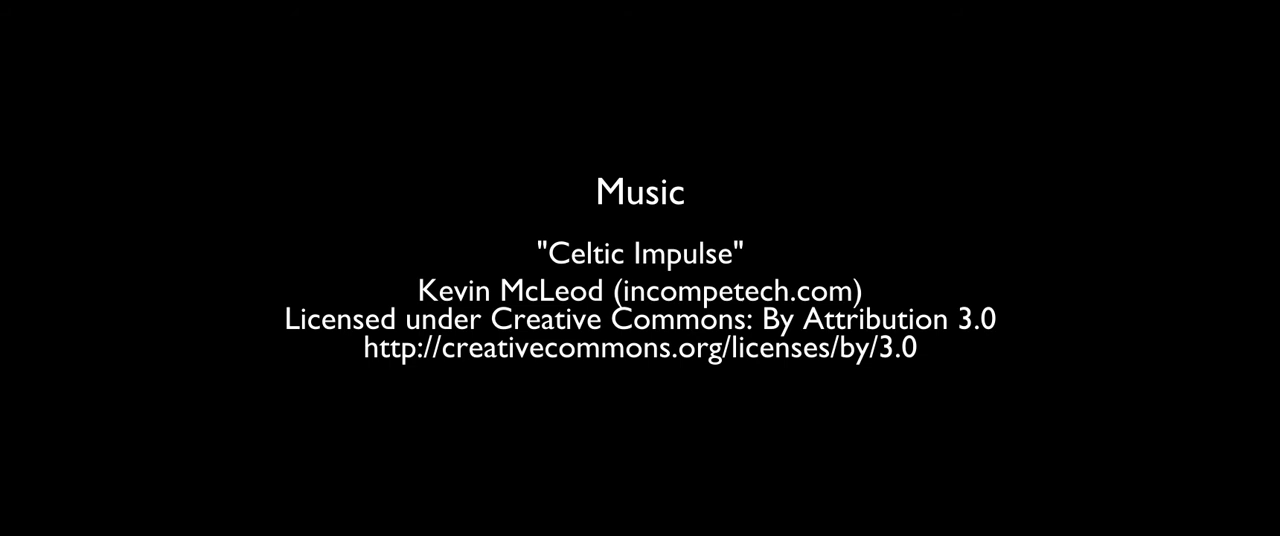 Music
"Celtic Impulse"
Kevin McLeod (incompetech.com)
Licensed under Creative Commons: By Attribution 3.0
http://creativecommons.org/licenses/by/3.0